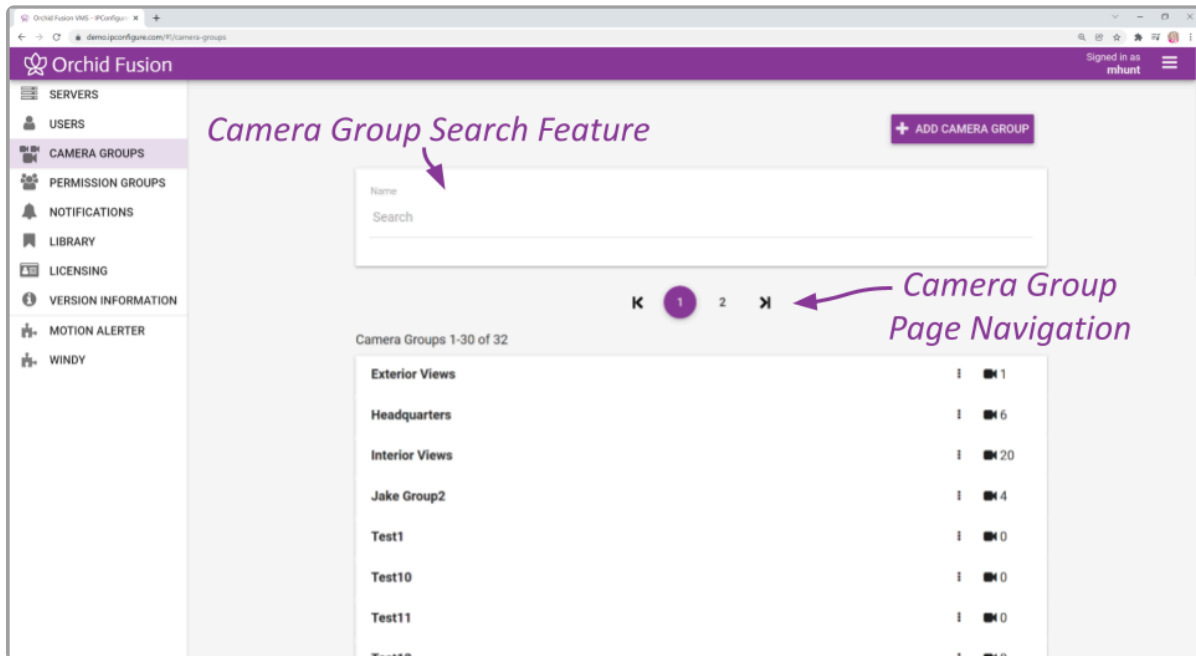 Orchid Fusion VMS - IPConfigur
demo.ipconfigure.com/#!/camera-groups
Orchid Fusion
Signed in as
mhunt
SERVERS
USERS
CAMERA GROUPS
PERMISSION GROUPS
NOTIFICATIONS
LIBRARY
LICENSING
VERSION INFORMATION
MOTION ALERTER
WINDY
Camera Group Search Feature
+ ADD CAMERA GROUP
Name
Search
1 2
Camera Group
Page Navigation
Camera Groups 1-30 of 32
Exterior Views 1
Headquarters 6
Interior Views 20
Jake Group2 4
Test1 0
Test10 0
Test11 0